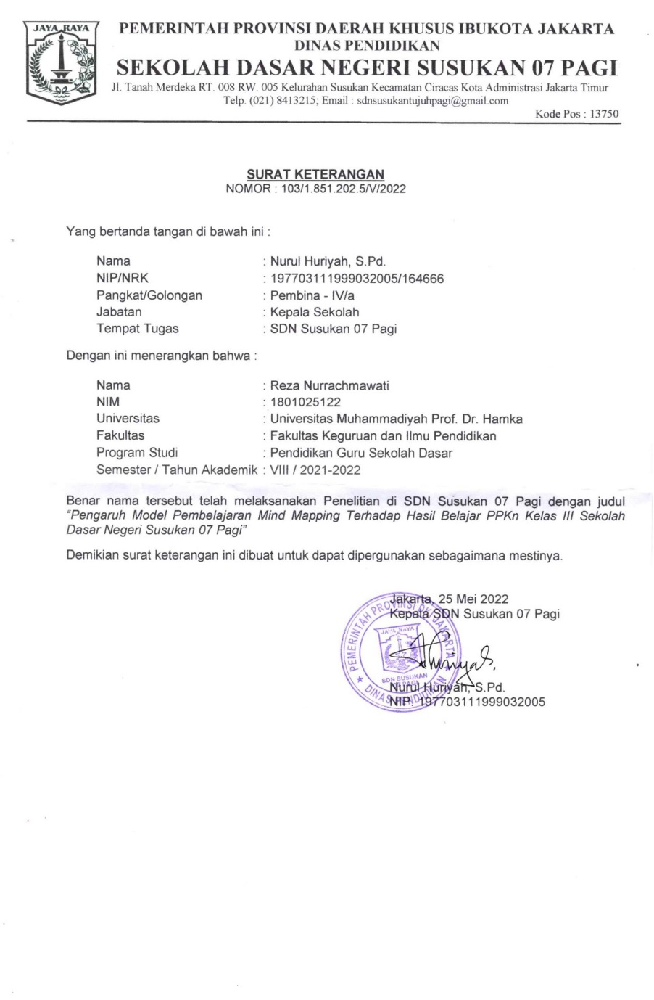 JAYA RAYA
PEMERINTAH PROVINSI DAERAH KHUSUS IBUKOTA JAKARTA
DINAS PENDIDIKAN
SEKOLAH DASAR NEGERI SUSUKAN 07 PAGI
Jl. Tanah Merdeka RT. 008 RW. 005 Kelurahan Susukan Kecamatan Ciracas Kota Administrasi Jakarta Timur
Telp. (021) 8413215; Email : sdnsusukantujuhpagi@gmail.com
Kode Pos : 13750
SURAT KETERANGAN
NOMOR : 103/1.851.202.5/V/2022
Yang bertanda tangan di bawah ini :
Nama : Nurul Huriyah, S.Pd.
NIP/NRK : 197703111999032005/164666
Pangkat/Golongan : Pembina - IV/a
Jabatan : Kepala Sekolah
Tempat Tugas : SDN Susukan 07 Pagi
Dengan ini menerangkan bahwa :
Nama : Reza Nurrachmawati
NIM : 1801025122
Universitas : Universitas Muhammadiyah Prof. Dr. Hamka
Fakultas : Fakultas Keguruan dan Ilmu Pendidikan
Program Studi : Pendidikan Guru Sekolah Dasar
Semester / Tahun Akademik : VIII / 2021-2022
Benar nama tersebut telah melaksanakan Penelitian di SDN Susukan 07 Pagi dengan judul
“Pengaruh Model Pembelajaran Mind Mapping Terhadap Hasil Belajar PPKn Kelas III Sekolah
Dasar Negeri Susukan 07 Pagi”
Demikian surat keterangan ini dibuat untuk dapat dipergunakan sebagaimana mestinya.
Jakarta, 25 Mei 2022
Kepala SDN Susukan 07 Pagi
PEMERINTAH PROVINSI DKI JAKARTA
JAYA RAYA
SDN SUSUKAN
07 PAGI
DINAS PENDIDIKAN
Nurul Huriyah, S.Pd.
NIP. 197703111999032005